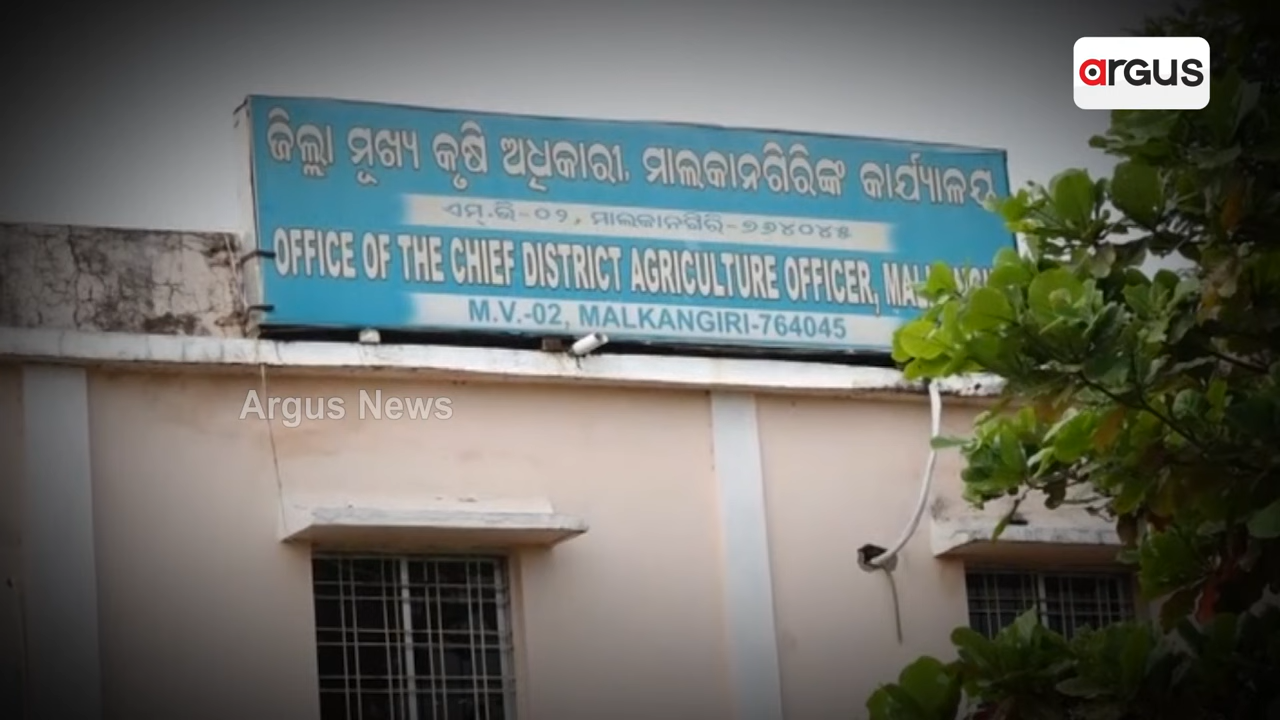 argus
ଜିଲ୍ଲା ମୂଖ୍ୟ କୃଷି ଅଧିକାରୀ, ମାଲକାନଗିରିଙ୍କ କାର୍ଯ୍ୟାଳୟ
ଏମ୍.ଭି-୦୨, ମାଲକାନଗିରି-୭୬୪୦୪୫
OFFICE OF THE CHIEF DISTRICT AGRICULTURE OFFICER,
M.V.-02, MALKANGIRI-764045
Argus News